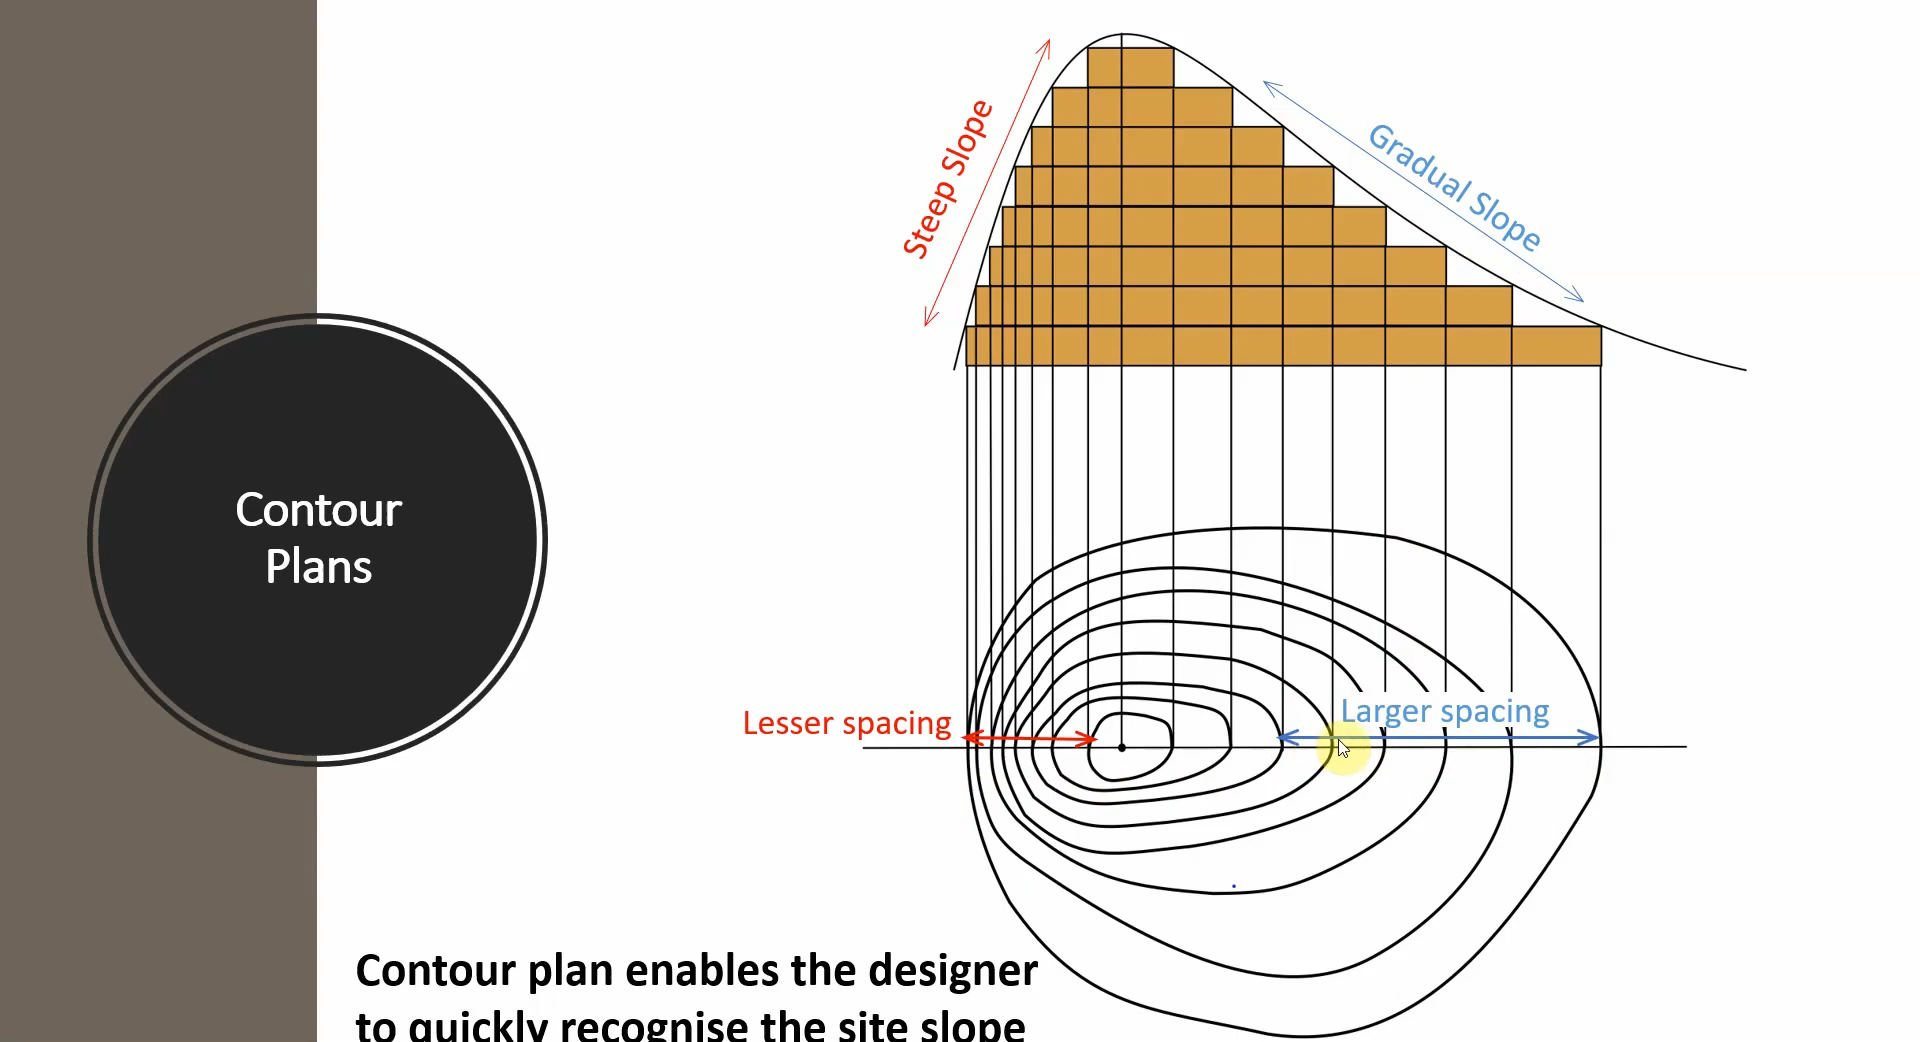 Contour
Plans
Steep Slope
Gradual Slope
Lesser spacing
Larger spacing
Contour plan enables the designer
to quickly recognise the site slope